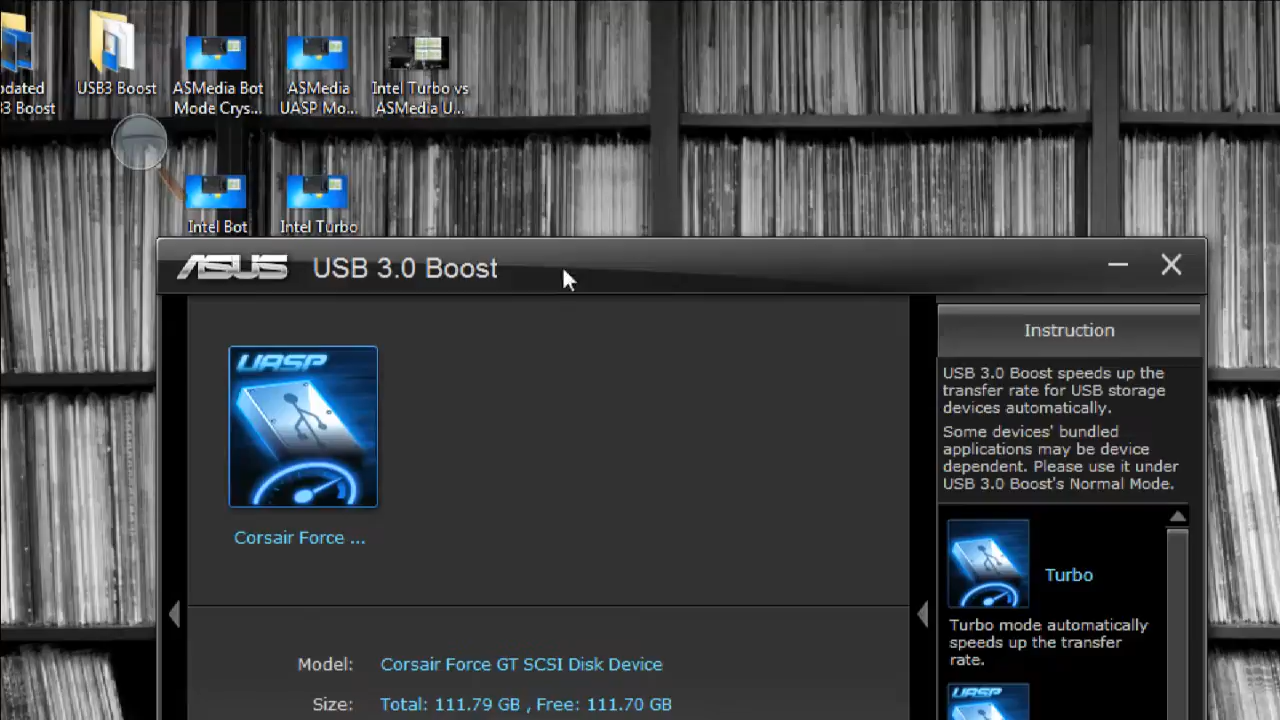 pdated
3 Boost
USB3 Boost
ASMedia Bot
Mode Crys...
ASMedia
UASP Mo...
Intel Turbo vs
ASMedia U...
Intel Bot
Intel Turbo
ASUS USB 3.0 Boost
UASP
Corsair Force ...
Model: Corsair Force GT SCSI Disk Device
Size: Total: 111.79 GB , Free: 111.70 GB
Instruction
USB 3.0 Boost speeds up the
transfer rate for USB storage
devices automatically.
Some devices' bundled
applications may be device
dependent. Please use it under
USB 3.0 Boost's Normal Mode.
Turbo
Turbo mode automatically
speeds up the transfer
rate.
UASP